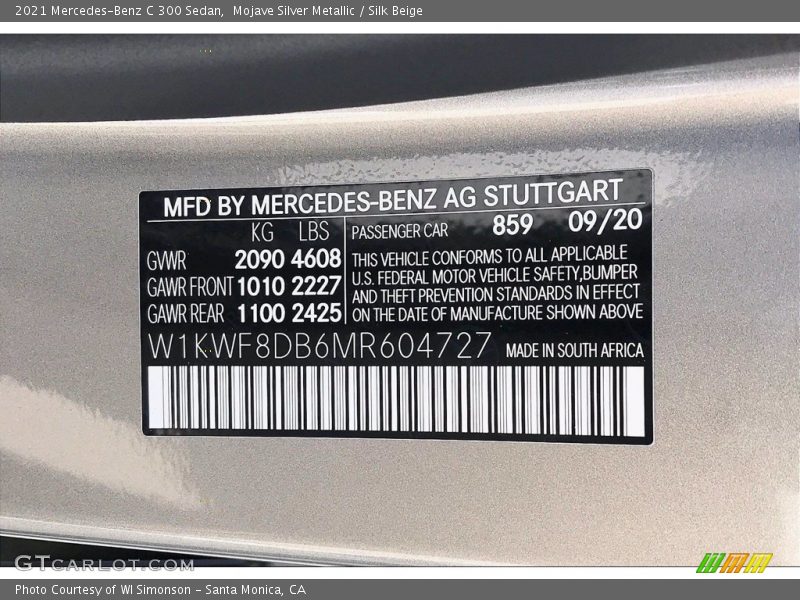 2021 Mercedes-Benz C 300 Sedan,  Mojave Silver Metallic / Silk Beige
MFD BY MERCEDES-BENZ AG STUTTGART
KG LBS
GVWR 2090 4608
GAWR FRONT 1010 2227
GAWR REAR 1100 2425
PASSENGER CAR 859 09/20
THIS VEHICLE CONFORMS TO ALL APPLICABLE
U.S. FEDERAL MOTOR VEHICLE SAFETY,BUMPER
AND THEFT PREVENTION STANDARDS IN EFFECT
ON THE DATE OF MANUFACTURE SHOWN ABOVE
W1KWF8DB6MR604727 MADE IN SOUTH AFRICA
GTCARLOT.COM
Photo Courtesy of WI Simonson - Santa Monica, CA